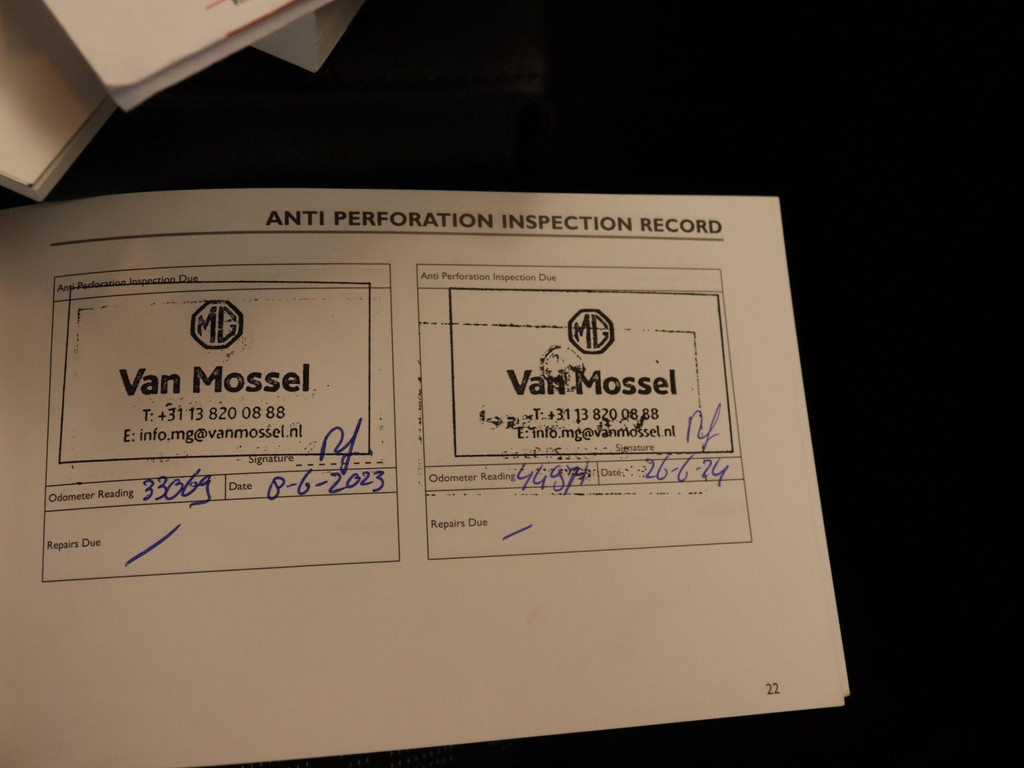 ANTI PERFORATION INSPECTION RECORD
Anti Perforation Inspection Due
MG
Van Mossel
T: +31 13 820 08 88
E: info.mg@vanmossel.nl
Signature
Odometer Reading 33069 Date 8-6-2023
Repairs Due
Anti Perforation Inspection Due
MG
Van Mossel
T: +31 13 820 08 88
E: info.mg@vanmossel.nl
Signature
Odometer Reading Date 26-6-24
Repairs Due
22